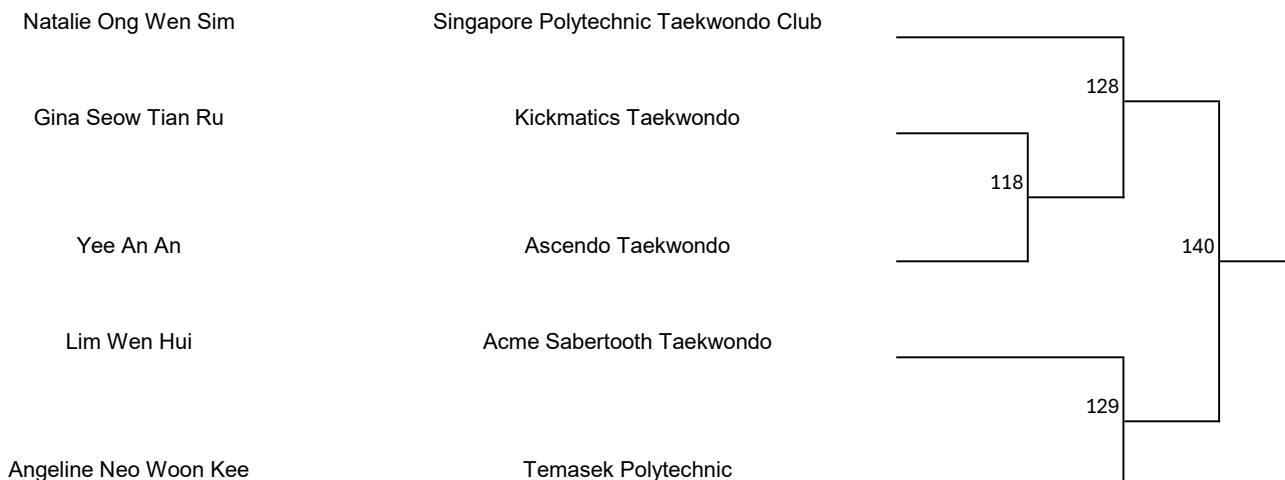 Natalie Ong Wen Sim Singapore Polytechnic Taekwondo Club
128
Gina Seow Tian Ru Kickmatics Taekwondo
118
Yee An An Ascendo Taekwondo 140
Lim Wen Hui Acme Sabertooth Taekwondo
129
Angeline Neo Woon Kee Temasek Polytechnic